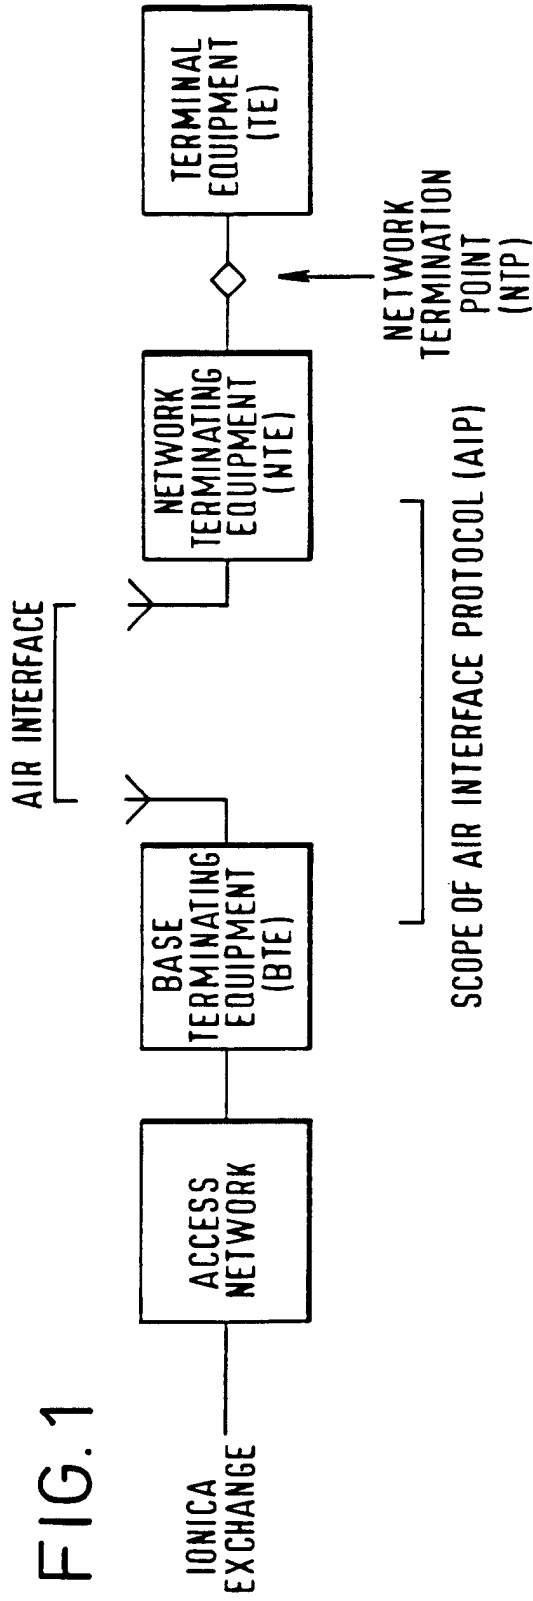 FIG. 1
AIR INTERFACE
IONICA
EXCHANGE
ACCESS
NETWORK
BASE
TERMINATING
EQUIPMENT
(BTE)
NETWORK
TERMINATING
EQUIPMENT
(NTE)
TERMINAL
EQUIPMENT
(TE)
NETWORK
TERMINATION
POINT
(NTP)
SCOPE OF AIR INTERFACE PROTOCOL (AIP)